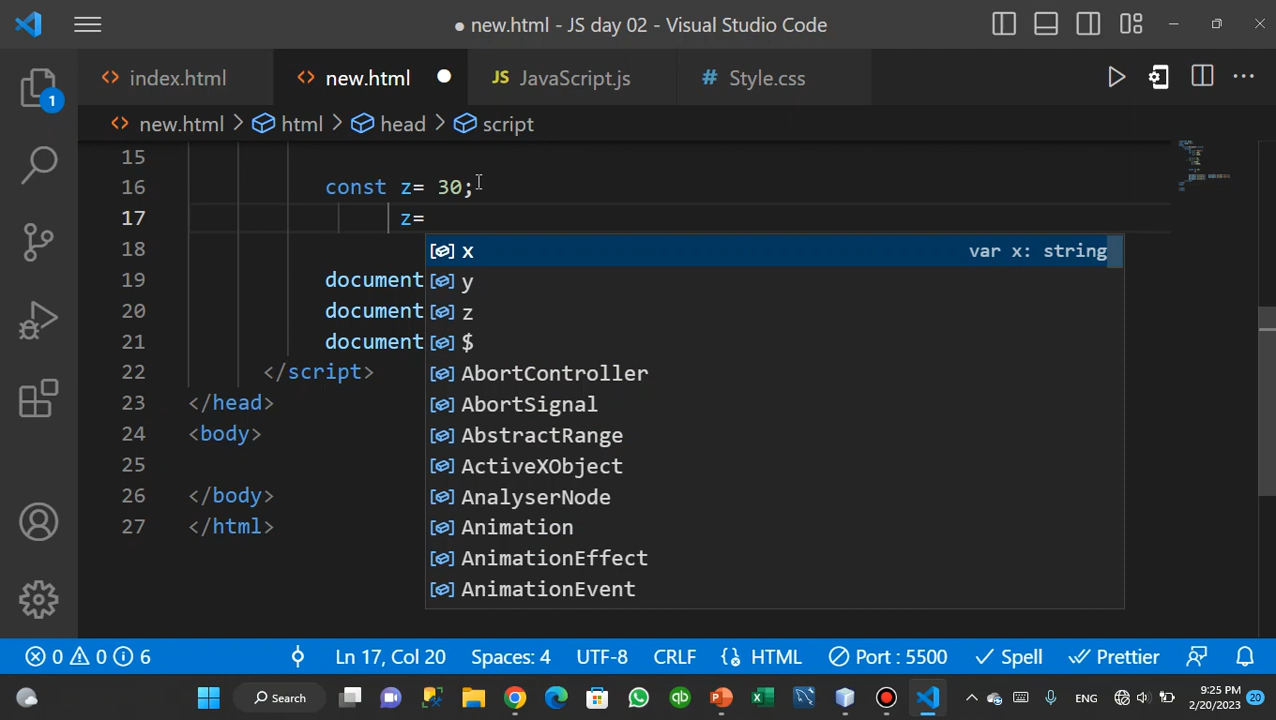 new.html - JS day 02 - Visual Studio Code
index.html
new.html
JS JavaScript.js
# Style.css
new.html > html > head > script
15
16 const z= 30;
17 z=
18
19 document
20 document
21 document
22 </script>
23 </head>
24 <body>
25
26 </body>
27 </html>
x var x: string
y
z
$
AbortController
AbortSignal
AbstractRange
ActiveXObject
AnalyserNode
Animation
AnimationEffect
AnimationEvent
1
0 0 6 Ln 17, Col 20 Spaces: 4 UTF-8 CRLF {} HTML Port : 5500 Spell Prettier
Search
qb
ENG
9:25 PM
2/20/2023
20